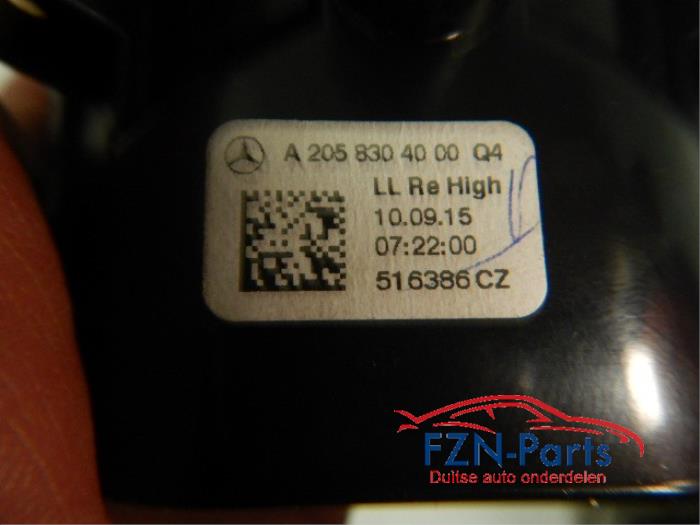 A 205 830 40 00 Q4
LL Re High
10.09.15
07:22:00
516386 CZ
FZN-Parts
Duitse auto onderdelen